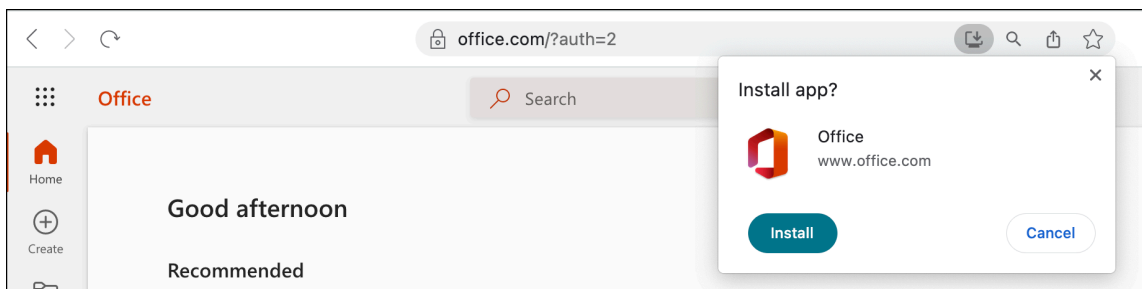 office.com/?auth=2
Office
Search
Install app?
Office
www.office.com
Install
Cancel
Home
Create
Good afternoon
Recommended